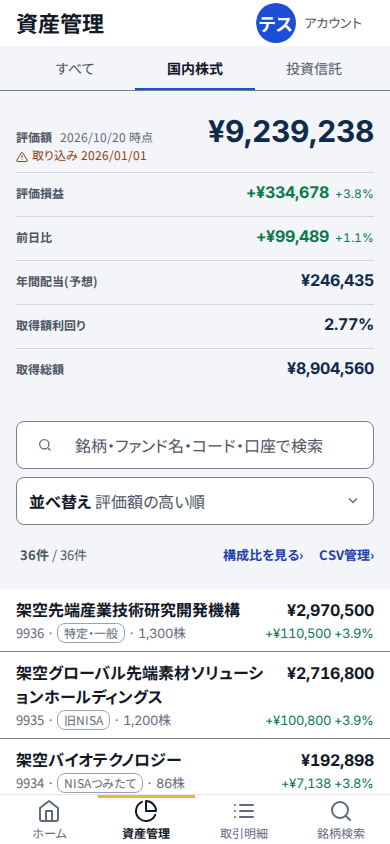 資産管理
テス アカウント
すべて 国内株式 投資信託
評価額 2026/10/20 時点 ¥9,239,238
取り込み 2026/01/01
評価損益 +¥334,678 +3.8%
前日比 +¥99,489 +1.1%
年間配当(予想) ¥246,435
取得額利回り 2.77%
取得総額 ¥8,904,560
銘柄・ファンド名・コード・口座で検索
並べ替え 評価額の高い順
36件 / 36件 構成比を見る› CSV管理›
架空先端産業技術研究開発機構 ¥2,970,500
9936 · 特定・一般 · 1,300株 +¥110,500 +3.9%
架空グローバル先端素材ソリューシ ¥2,716,800
ョンホールディングス
9935 · 旧NISA · 1,200株 +¥100,800 +3.9%
架空バイオテクノロジー ¥192,898
9934 · NISAつみたて · 86株 +¥7,138 +3.8%
ホーム 資産管理 取引明細 銘柄検索